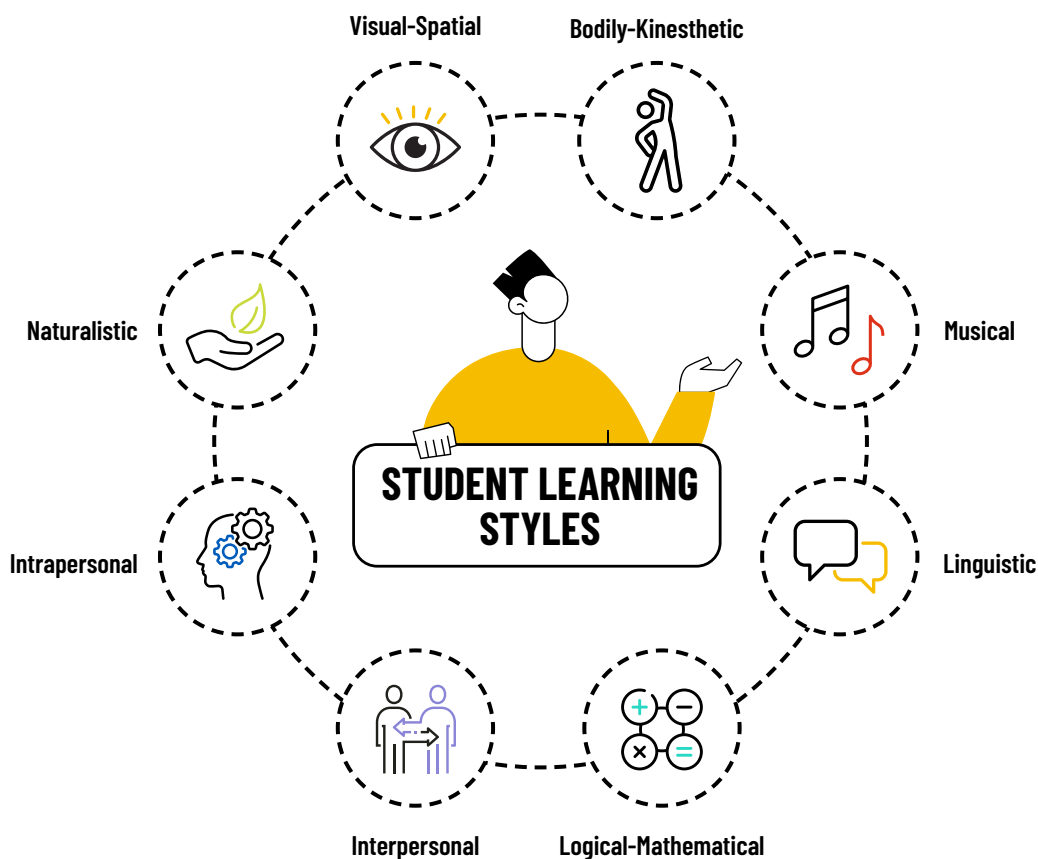 Visual-Spatial
Bodily-Kinesthetic
Naturalistic
Musical
STUDENT LEARNING
STYLES
Intrapersonal
Linguistic
Interpersonal
Logical-Mathematical